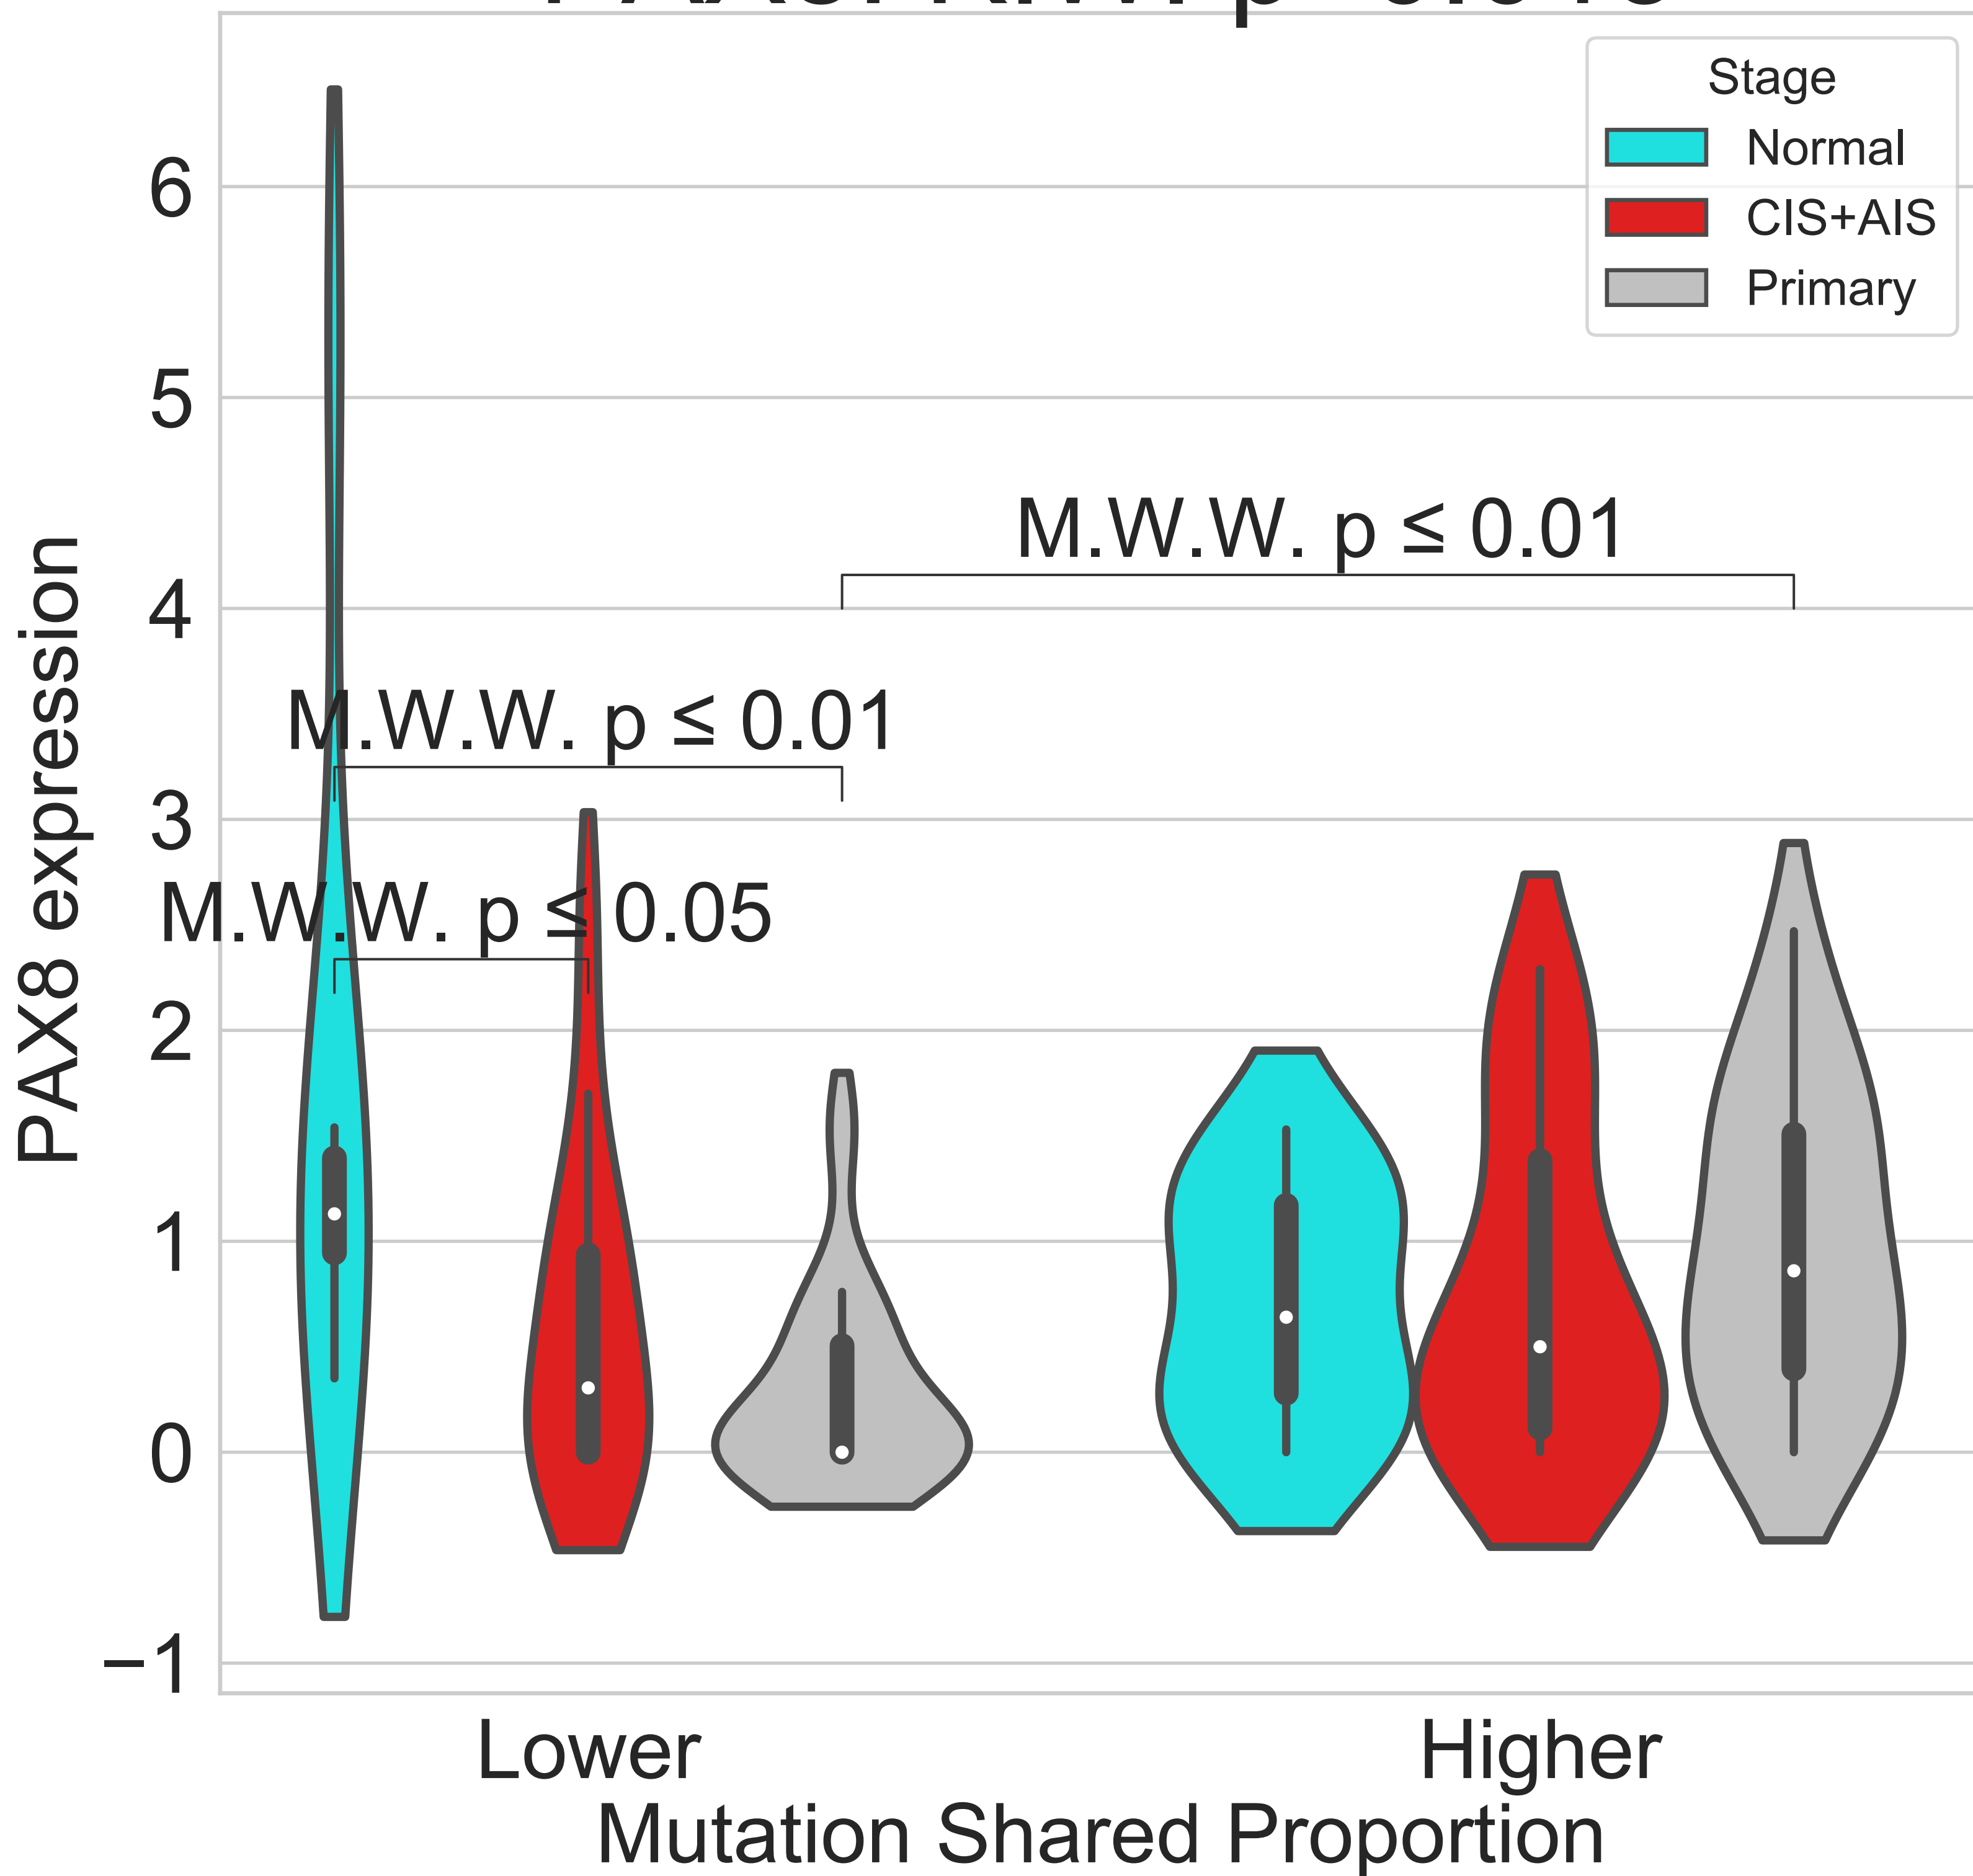 Stage
Normal
CIS+AIS
Primary
6
5
4
3
2
1
0
−1
PAX8 expression
M.W.W. p ≤ 0.01
M.W.W. p ≤ 0.01
M.W.W. p ≤ 0.05
Lower
Higher
Mutation Shared Proportion